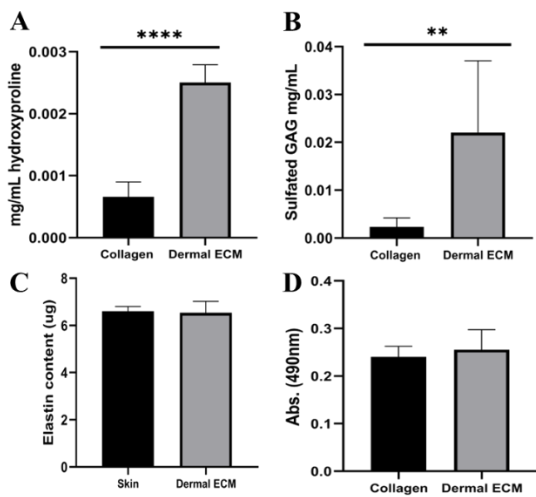 A
****
mg/mL hydroxyproline
0.003
0.002
0.001
0.000
Collagen Dermal ECM
B
**
Sulfated GAG mg/mL
0.04
0.03
0.02
0.01
0.00
Collagen Dermal ECM
C
Elastin content (ug)
8
6
4
2
0
Skin Dermal ECM
D
Abs. (490nm)
0.3
0.2
0.1
0.0
Collagen Dermal ECM